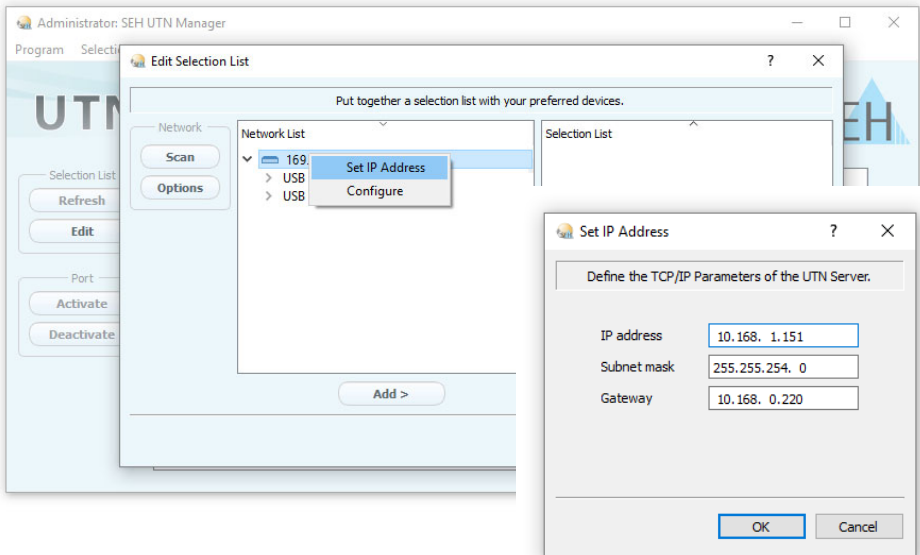 Administrator: SEH UTN Manager
Program Selecti
UTN
EH
Edit Selection List ?
Put together a selection list with your preferred devices.
Network
Scan
Options
Network List
169.
USB
USB
Set IP Address
Configure
Selection List
Selection List
Refresh
Edit
Port
Activate
Deactivate
Add >
Set IP Address ?
Define the TCP/IP Parameters of the UTN Server.
IP address 10.168. 1.151
Subnet mask 255.255.254. 0
Gateway 10.168. 0.220
OK Cancel